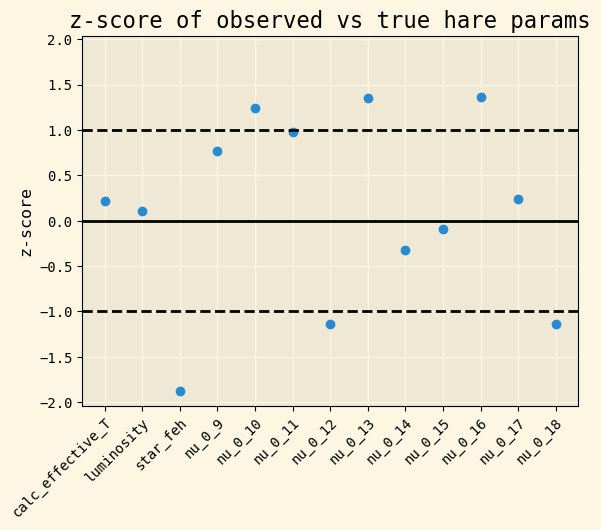 z-score of observed vs true hare params
2.0
1.5
1.0
0.5
0.0
−0.5
−1.0
−1.5
−2.0
z-score
calc_effective_T
luminosity
star_feh
nu_0_9
nu_0_10
nu_0_11
nu_0_12
nu_0_13
nu_0_14
nu_0_15
nu_0_16
nu_0_17
nu_0_18